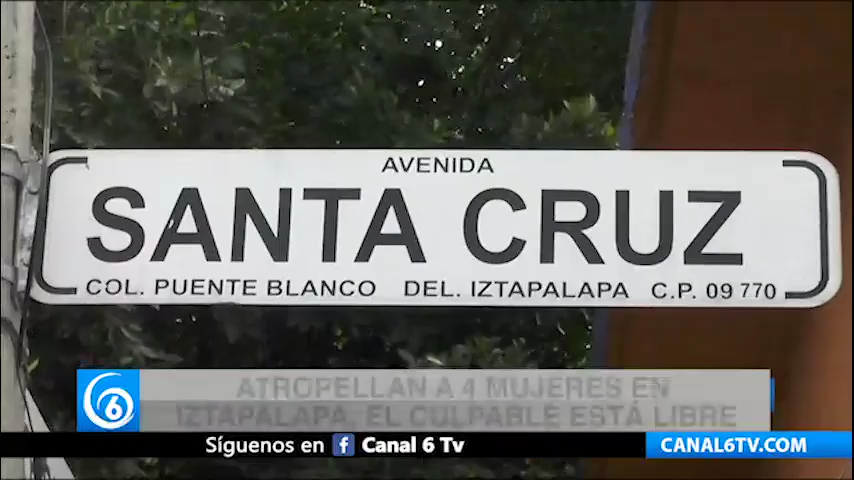 AVENIDA
SANTA CRUZ
COL. PUENTE BLANCO DEL. IZTAPALAPA C.P. 09 770
6
ATROPELLAN A 4 MUJERES EN
IZTAPALAPA, EL CULPABLE ESTÁ LIBRE
Síguenos en f Canal 6 Tv
CANAL6TV.COM